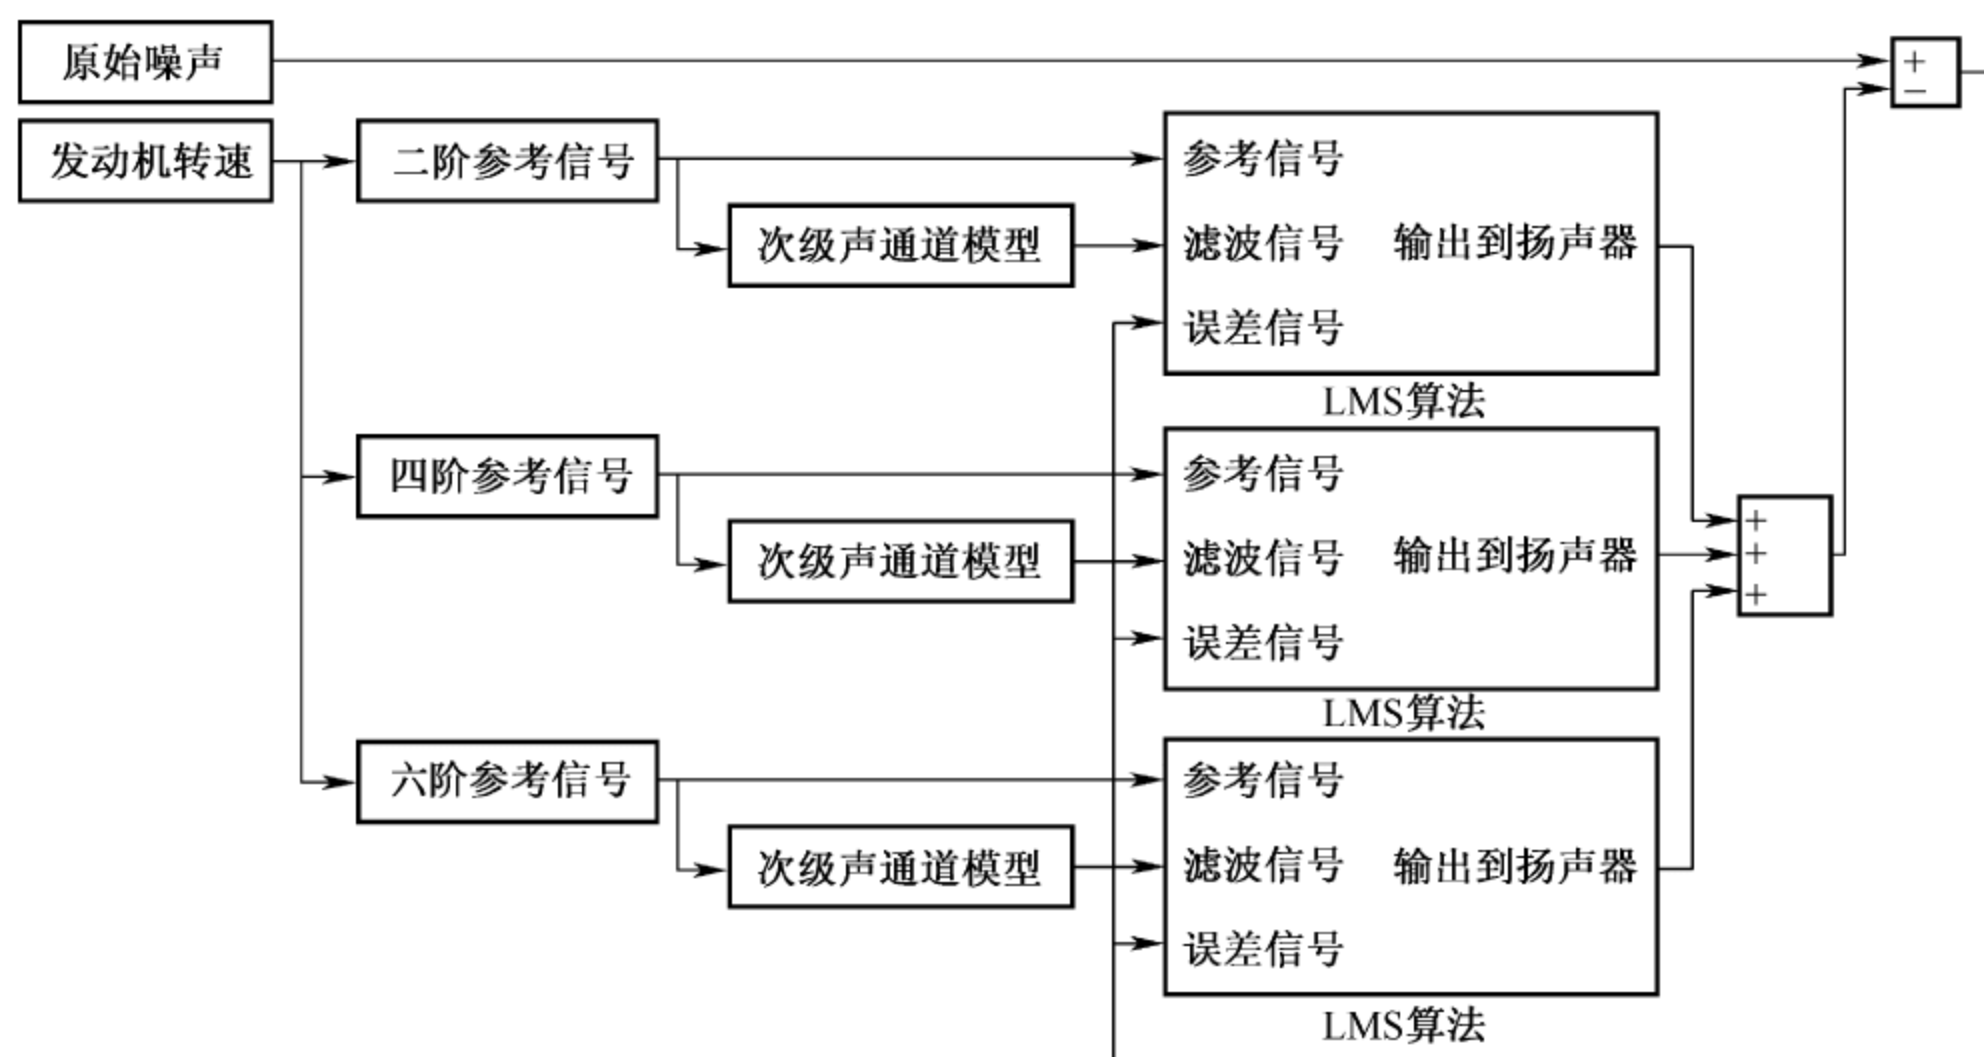 原始噪声
+
−
发动机转速
二阶参考信号
参考信号
次级声通道模型
滤波信号
输出到扬声器
误差信号
LMS算法
四阶参考信号
参考信号
次级声通道模型
滤波信号
输出到扬声器
误差信号
+
+
+
LMS算法
六阶参考信号
参考信号
次级声通道模型
滤波信号
输出到扬声器
误差信号
LMS算法